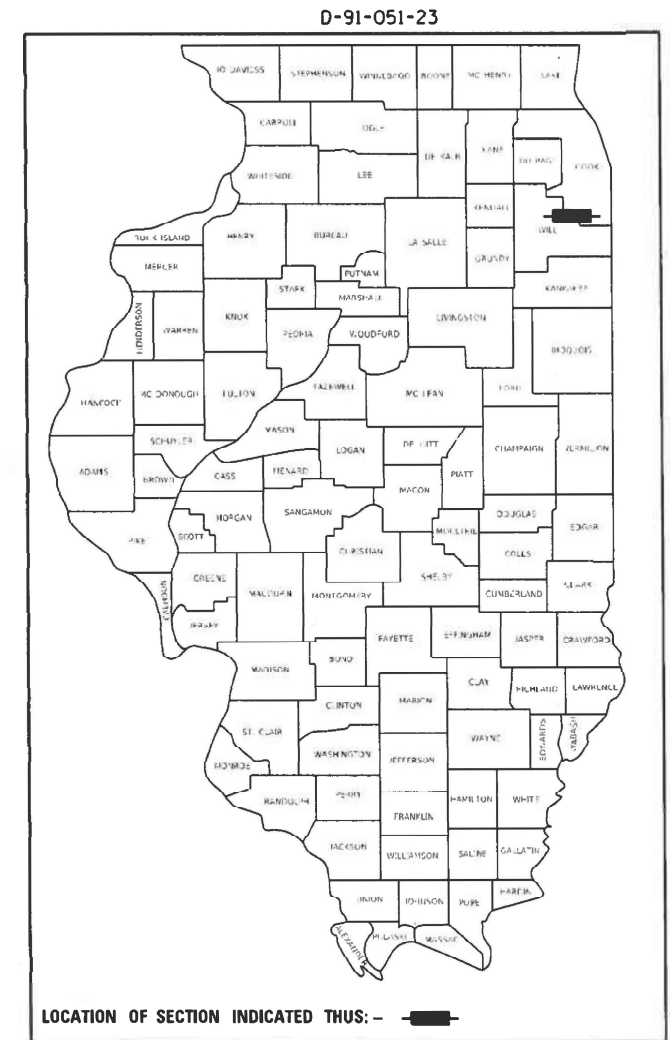 D-91-051-23
JO DAVIESS STEPHENSON WINNEBAGO BOONE MC HENRY LAKE
CARROLL OGLE DE KALB KANE DU PAGE COOK
WHITESIDE LEE KENDALL WILL
ROCK ISLAND HENRY BUREAU LA SALLE GRUNDY
MERCER PUTNAM KANKAKEE
STARK MARSHALL
HENDERSON WARREN KNOX PEORIA WOODFORD LIVINGSTON IROQUOIS
HANCOCK MC DONOUGH FULTON TAZEWELL MC LEAN FORD
SCHUYLER MASON LOGAN DE WITT CHAMPAIGN VERMILION
ADAMS BROWN CASS MENARD MACON PIATT
PIKE SCOTT MORGAN SANGAMON MOULTRIE DOUGLAS EDGAR
CHRISTIAN COLES
CALHOUN GREENE MACOUPIN MONTGOMERY SHELBY CUMBERLAND CLARK
JERSEY FAYETTE EFFINGHAM JASPER CRAWFORD
MADISON BOND CLAY RICHLAND LAWRENCE
CLINTON MARION
ST. CLAIR WASHINGTON JEFFERSON WAYNE EDWARDS WABASH
MONROE RANDOLPH PERRY FRANKLIN HAMILTON WHITE
JACKSON WILLIAMSON SALINE GALLATIN
UNION JOHNSON POPE HARDIN
ALEXANDER PULASKI MASSAC
LOCATION OF SECTION INDICATED THUS: –